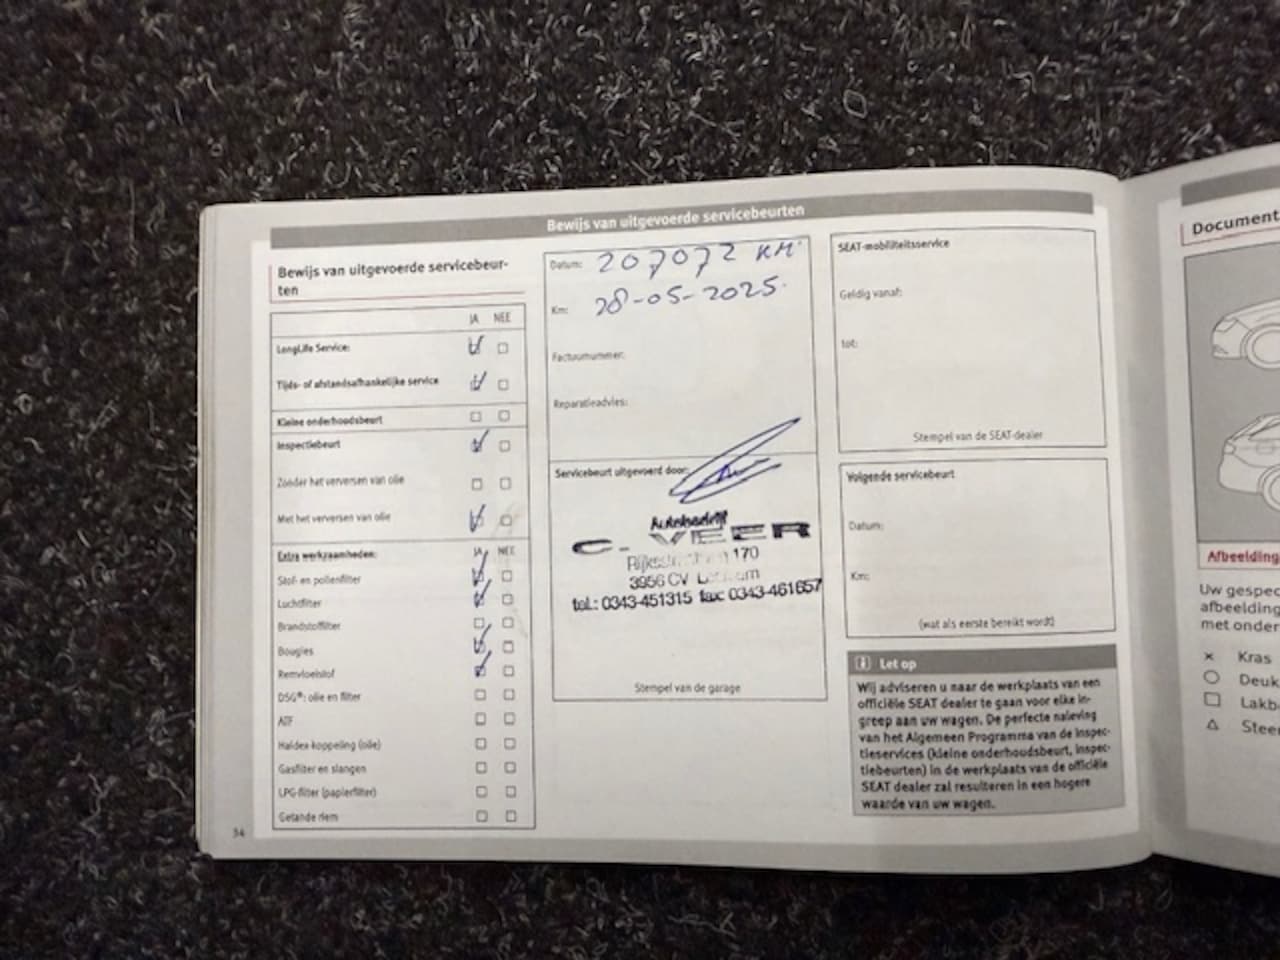 Bewijs van uitgevoerde servicebeurten
Bewijs van uitgevoerde servicebeur-
ten
JA NEE
LongLife Service:
Tijds- of afstandsafhankelijke service
Kleine onderhoudsbeurt
Inspectiebeurt
Zonder het verversen van olie
Met het verversen van olie
Extra werkzaamheden: JA NEE
Stof- en pollenfilter
Luchtfilter
Brandstoffilter
Bougies
Remvloeistof
DSG®: olie en filter
ATF
Haldex-koppeling (olie)
Gasfilter en slangen
LPG-filter (papierfilter)
Getande riem
34
Datum: 207072 KM
Km: 28-05-2025.
Factuurnummer:
Reparatieadvies:
Servicebeurt uitgevoerd door:
Autobedrijf
C. VEER
170
3956 CV
tel.: 0343-451315 fax 0343-461657
Stempel van de garage
SEAT-mobiliteitsservice
Geldig vanaf:
tot:
Stempel van de SEAT-dealer
Volgende servicebeurt
Datum:
Km:
(wat als eerste bereikt wordt)
Let op
Wij adviseren u naar de werkplaats van een
officiële SEAT dealer te gaan voor elke in-
greep aan uw wagen. De perfecte naleving
van het Algemeen Programma van de Inspec-
tieservices (kleine onderhoudsbeurt, inspec-
tiebeurten) in de werkplaats van de officiële
SEAT dealer zal resulteren in een hogere
waarde van uw wagen.
Document
Afbeelding
Uw gespec
afbeelding
met onder
Kras
Deuk
Lakb
Steen